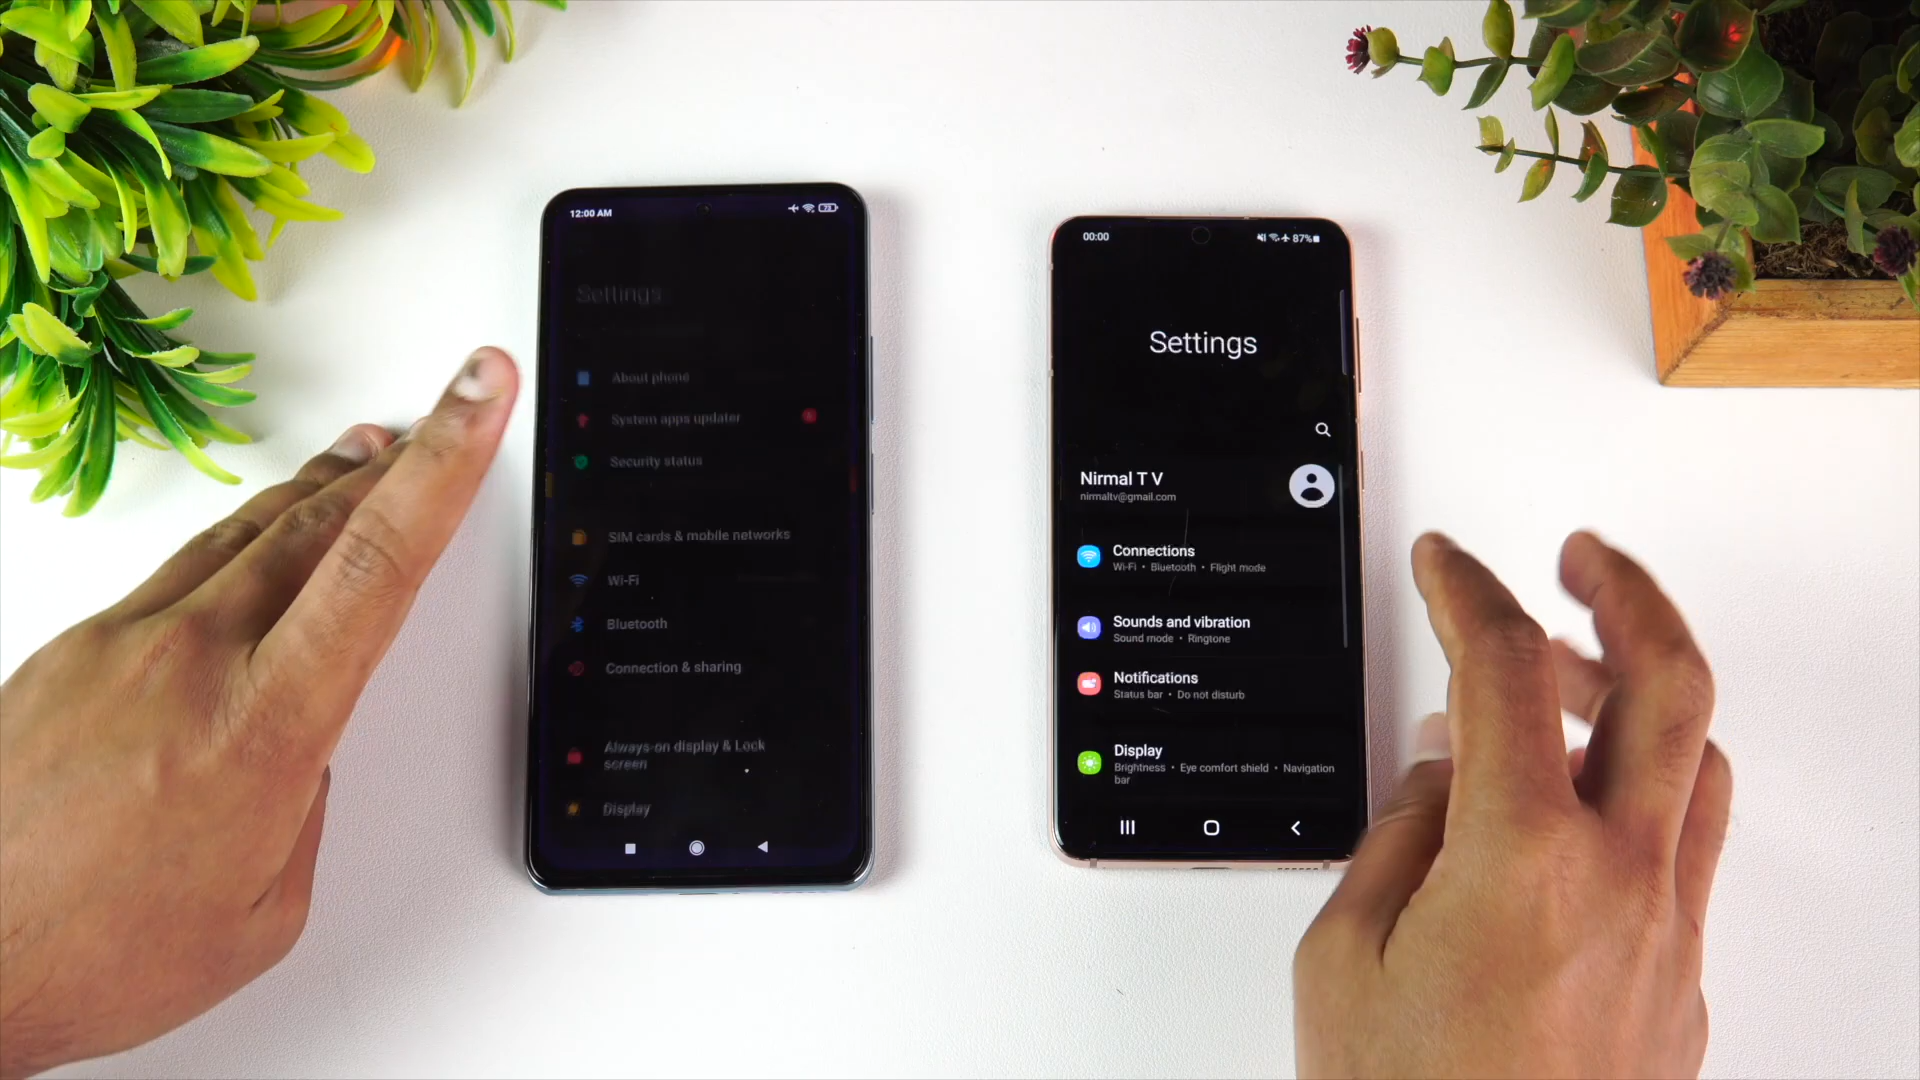 12:00 AM
73
Settings
About phone
System apps updater
Security status
SIM cards & mobile networks
Wi-Fi
Bluetooth
Connection & sharing
Always-on display & Lock
screen
Display
00:00
87%
Settings
Nirmal T V
nirmaltv@gmail.com
Connections
Wi-Fi • Bluetooth • Flight mode
Sounds and vibration
Sound mode • Ringtone
Notifications
Status bar • Do not disturb
Display
Brightness • Eye comfort shield • Navigation
bar